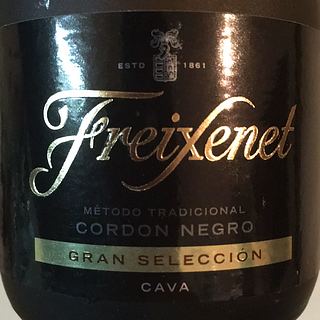 ESTD 1861
Freixenet
MÉTODO TRADICIONAL
CORDON NEGRO
GRAN SELECCIÓN
CAVA